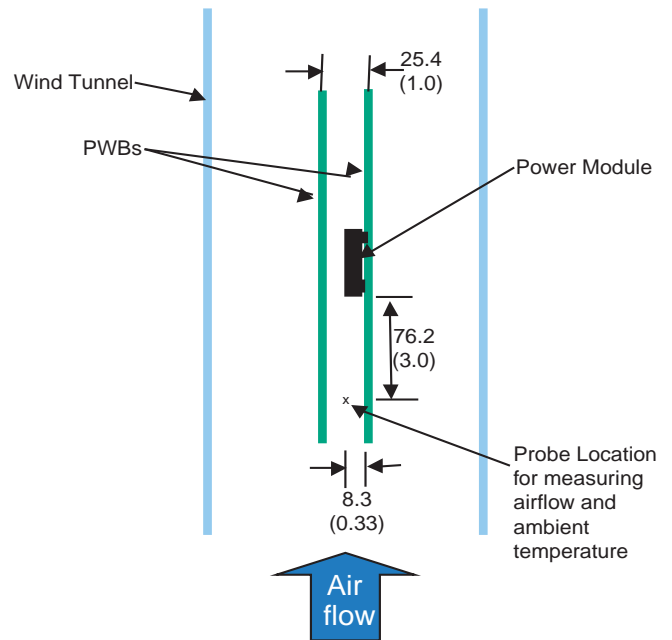 25.4
(1.0)
Wind Tunnel
PWBs
Power Module
76.2
(3.0)
x
Probe Location
for measuring
airflow and
ambient
temperature
8.3
(0.33)
Air
flow